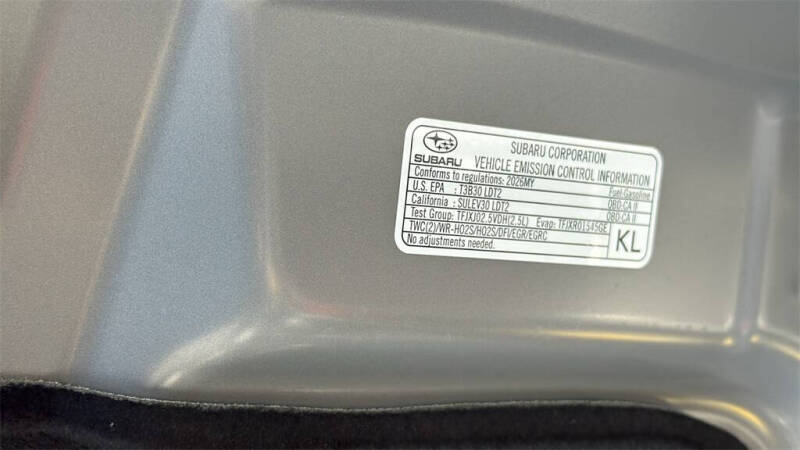 SUBARU
SUBARU CORPORATION
VEHICLE EMISSION CONTROL INFORMATION
Conforms to regulations: 2026MY
Fuel:Gasoline
U.S. EPA : T3B30 LDT2 OBD:CA II
California : SULEV30 LDT2 OBD:CA II
Test Group: TFJXJ02.5VDH(2.5L) Evap: TFJXR0154SGE
TWC(2)/WR-HO2S/HO2S/DFI/EGR/EGRC
No adjustments needed.
KL